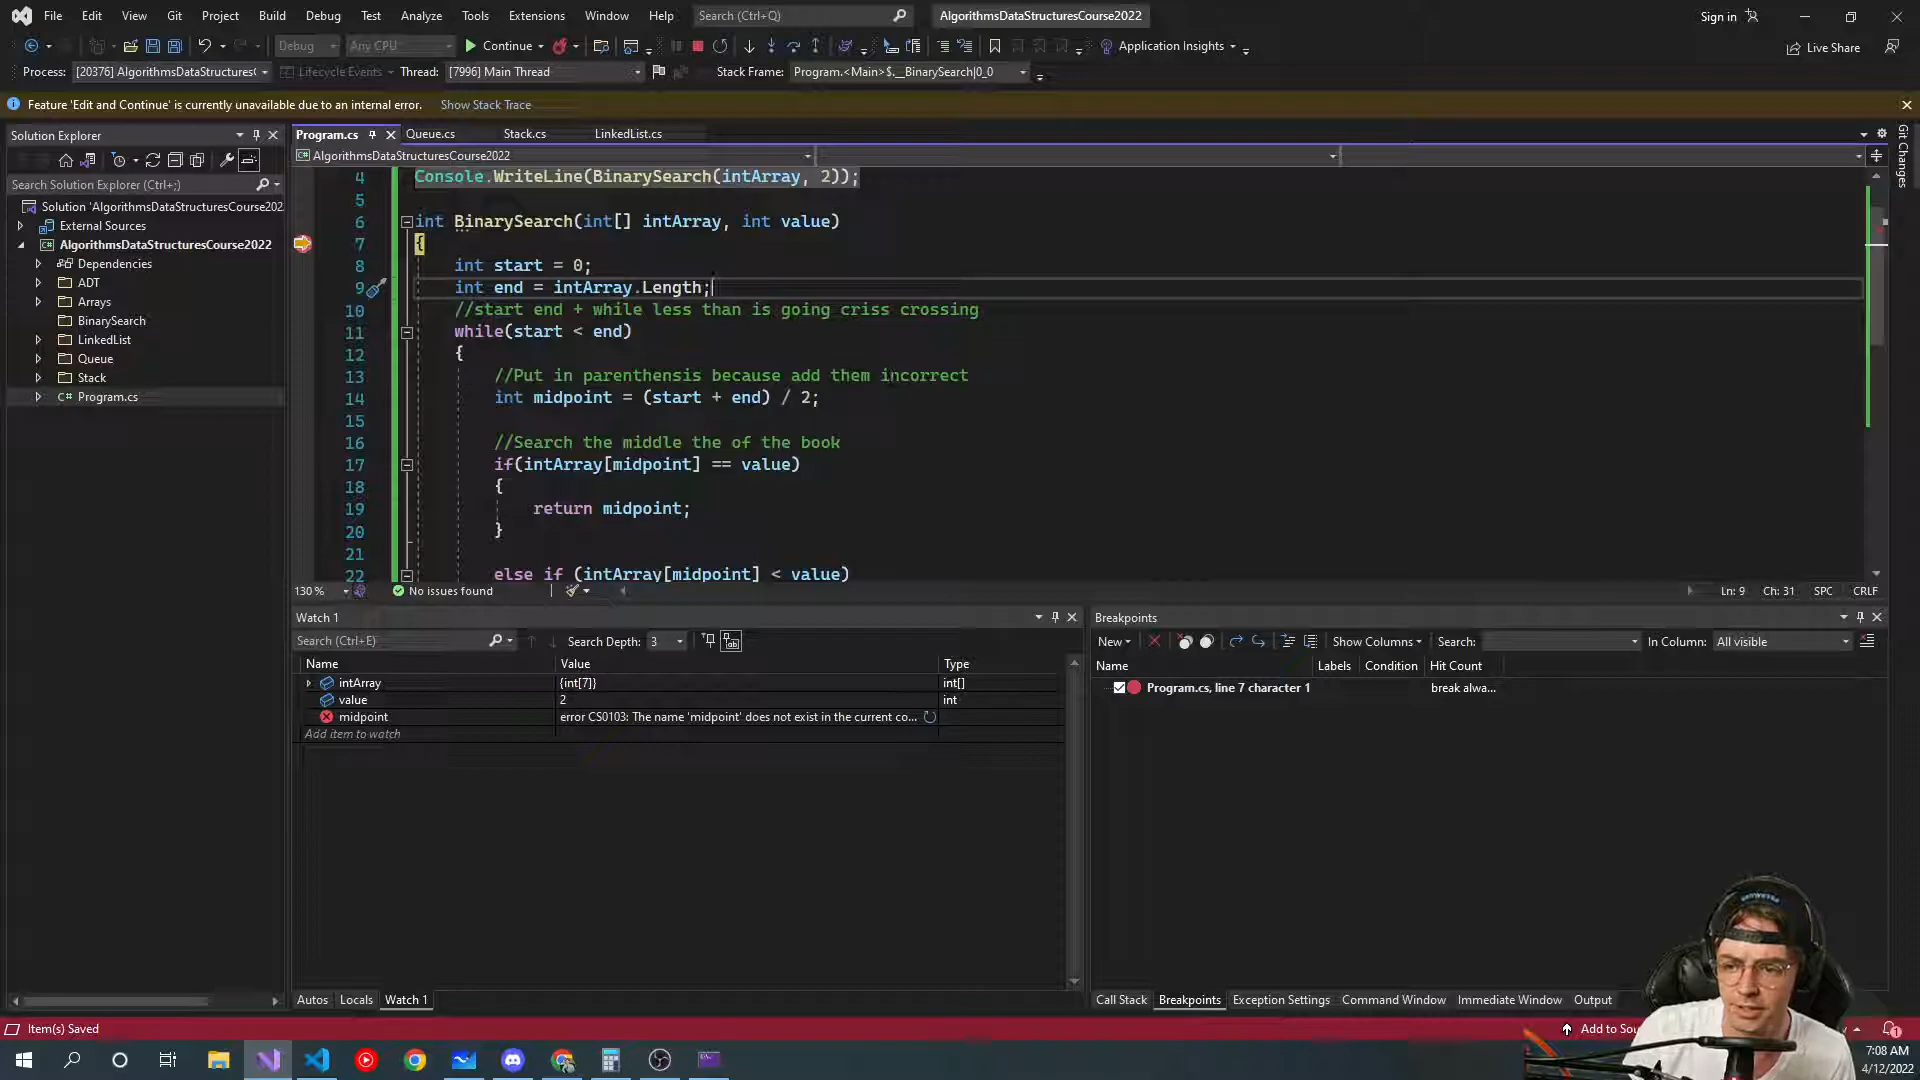 File Edit View Git Project Build Debug Test Analyze Tools Extensions Window Help Search (Ctrl+Q) AlgorithmsDataStructuresCourse2022 Sign in
Debug Any CPU Continue Application Insights Live Share
Process: [20376] AlgorithmsDataStructures( Lifecycle Events Thread: [7996] Main Thread Stack Frame: Program.<Main>$.__BinarySearch|0_0
Feature 'Edit and Continue' is currently unavailable due to an internal error. Show Stack Trace
Solution Explorer
Search Solution Explorer (Ctrl+;)
Solution 'AlgorithmsDataStructuresCourse202
External Sources
AlgorithmsDataStructuresCourse2022
Dependencies
ADT
Arrays
BinarySearch
LinkedList
Queue
Stack
C# Program.cs
Program.cs Queue.cs Stack.cs LinkedList.cs
AlgorithmsDataStructuresCourse2022
4 Console.WriteLine(BinarySearch(intArray, 2));
5
6 int BinarySearch(int[] intArray, int value)
7 {
8 int start = 0;
9 int end = intArray.Length;
10 //start end + while less than is going criss crossing
11 while(start < end)
12 {
13 //Put in parenthensis because add them incorrect
14 int midpoint = (start + end) / 2;
15
16 //Search the middle the of the book
17 if(intArray[midpoint] == value)
18 {
19 return midpoint;
20 }
21
22 else if (intArray[midpoint] < value)
130 % No issues found Ln: 9 Ch: 31 SPC CRLF
Git Changes
Watch 1
Search (Ctrl+E) Search Depth: 3
Name Value Type
intArray {int[7]} int[]
value 2 int
midpoint error CS0103: The name 'midpoint' does not exist in the current co...
Add item to watch
Autos Locals Watch 1
Breakpoints
New Show Columns Search: In Column: All visible
Name Labels Condition Hit Count
Program.cs, line 7 character 1 break alwa...
Call Stack Breakpoints Exception Settings Command Window Immediate Window Output
Item(s) Saved Add to Sou
7:08 AM
4/12/2022